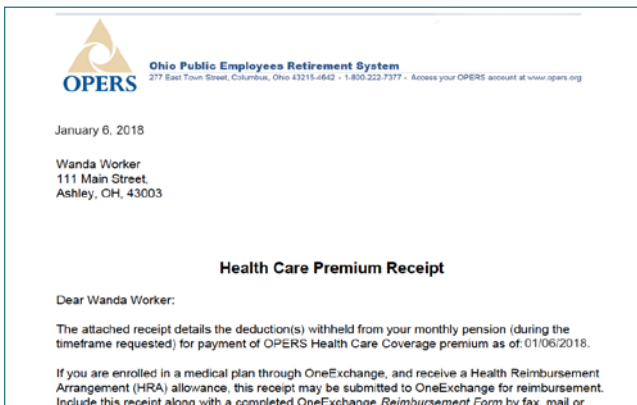 Ohio Public Employees Retirement System
277 East Town Street, Columbus, Ohio 43215-4642 - 1-800-222-7377 - Access your OPERS account at www.opers.org
OPERS
January 6, 2018
Wanda Worker
111 Main Street,
Ashley, OH, 43003
Health Care Premium Receipt
Dear Wanda Worker:
The attached receipt details the deduction(s) withheld from your monthly pension (during the
timeframe requested) for payment of OPERS Health Care Coverage premium as of: 01/06/2018.
If you are enrolled in a medical plan through OneExchange, and receive a Health Reimbursement
Arrangement (HRA) allowance, this receipt may be submitted to OneExchange for reimbursement.
Include this receipt along with a completed OneExchange Reimbursement Form by fax, mail or